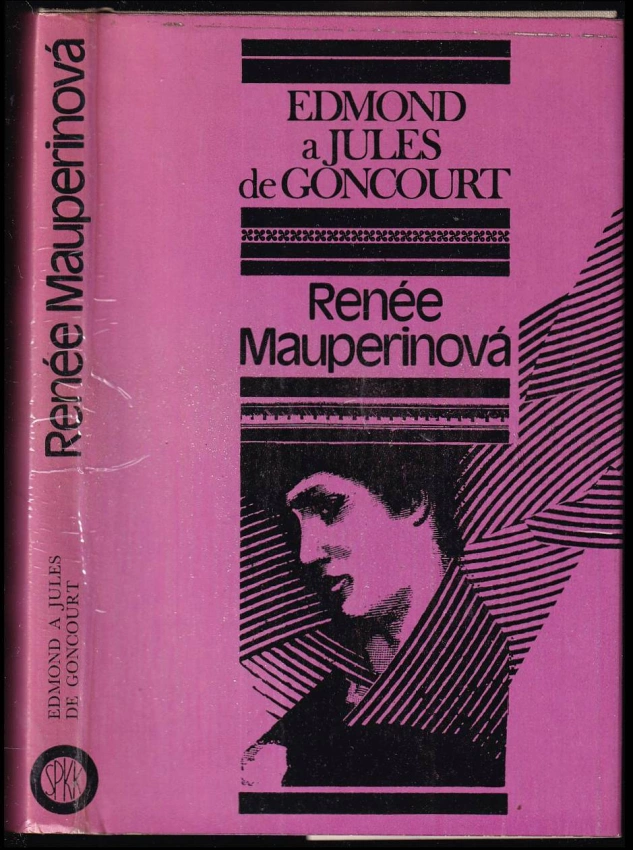 EDMOND
a JULES
de GONCOURT
Renée
Mauperinová
Renée Mauperinová
EDMOND A JULES
DE GONCOURT
SPKK